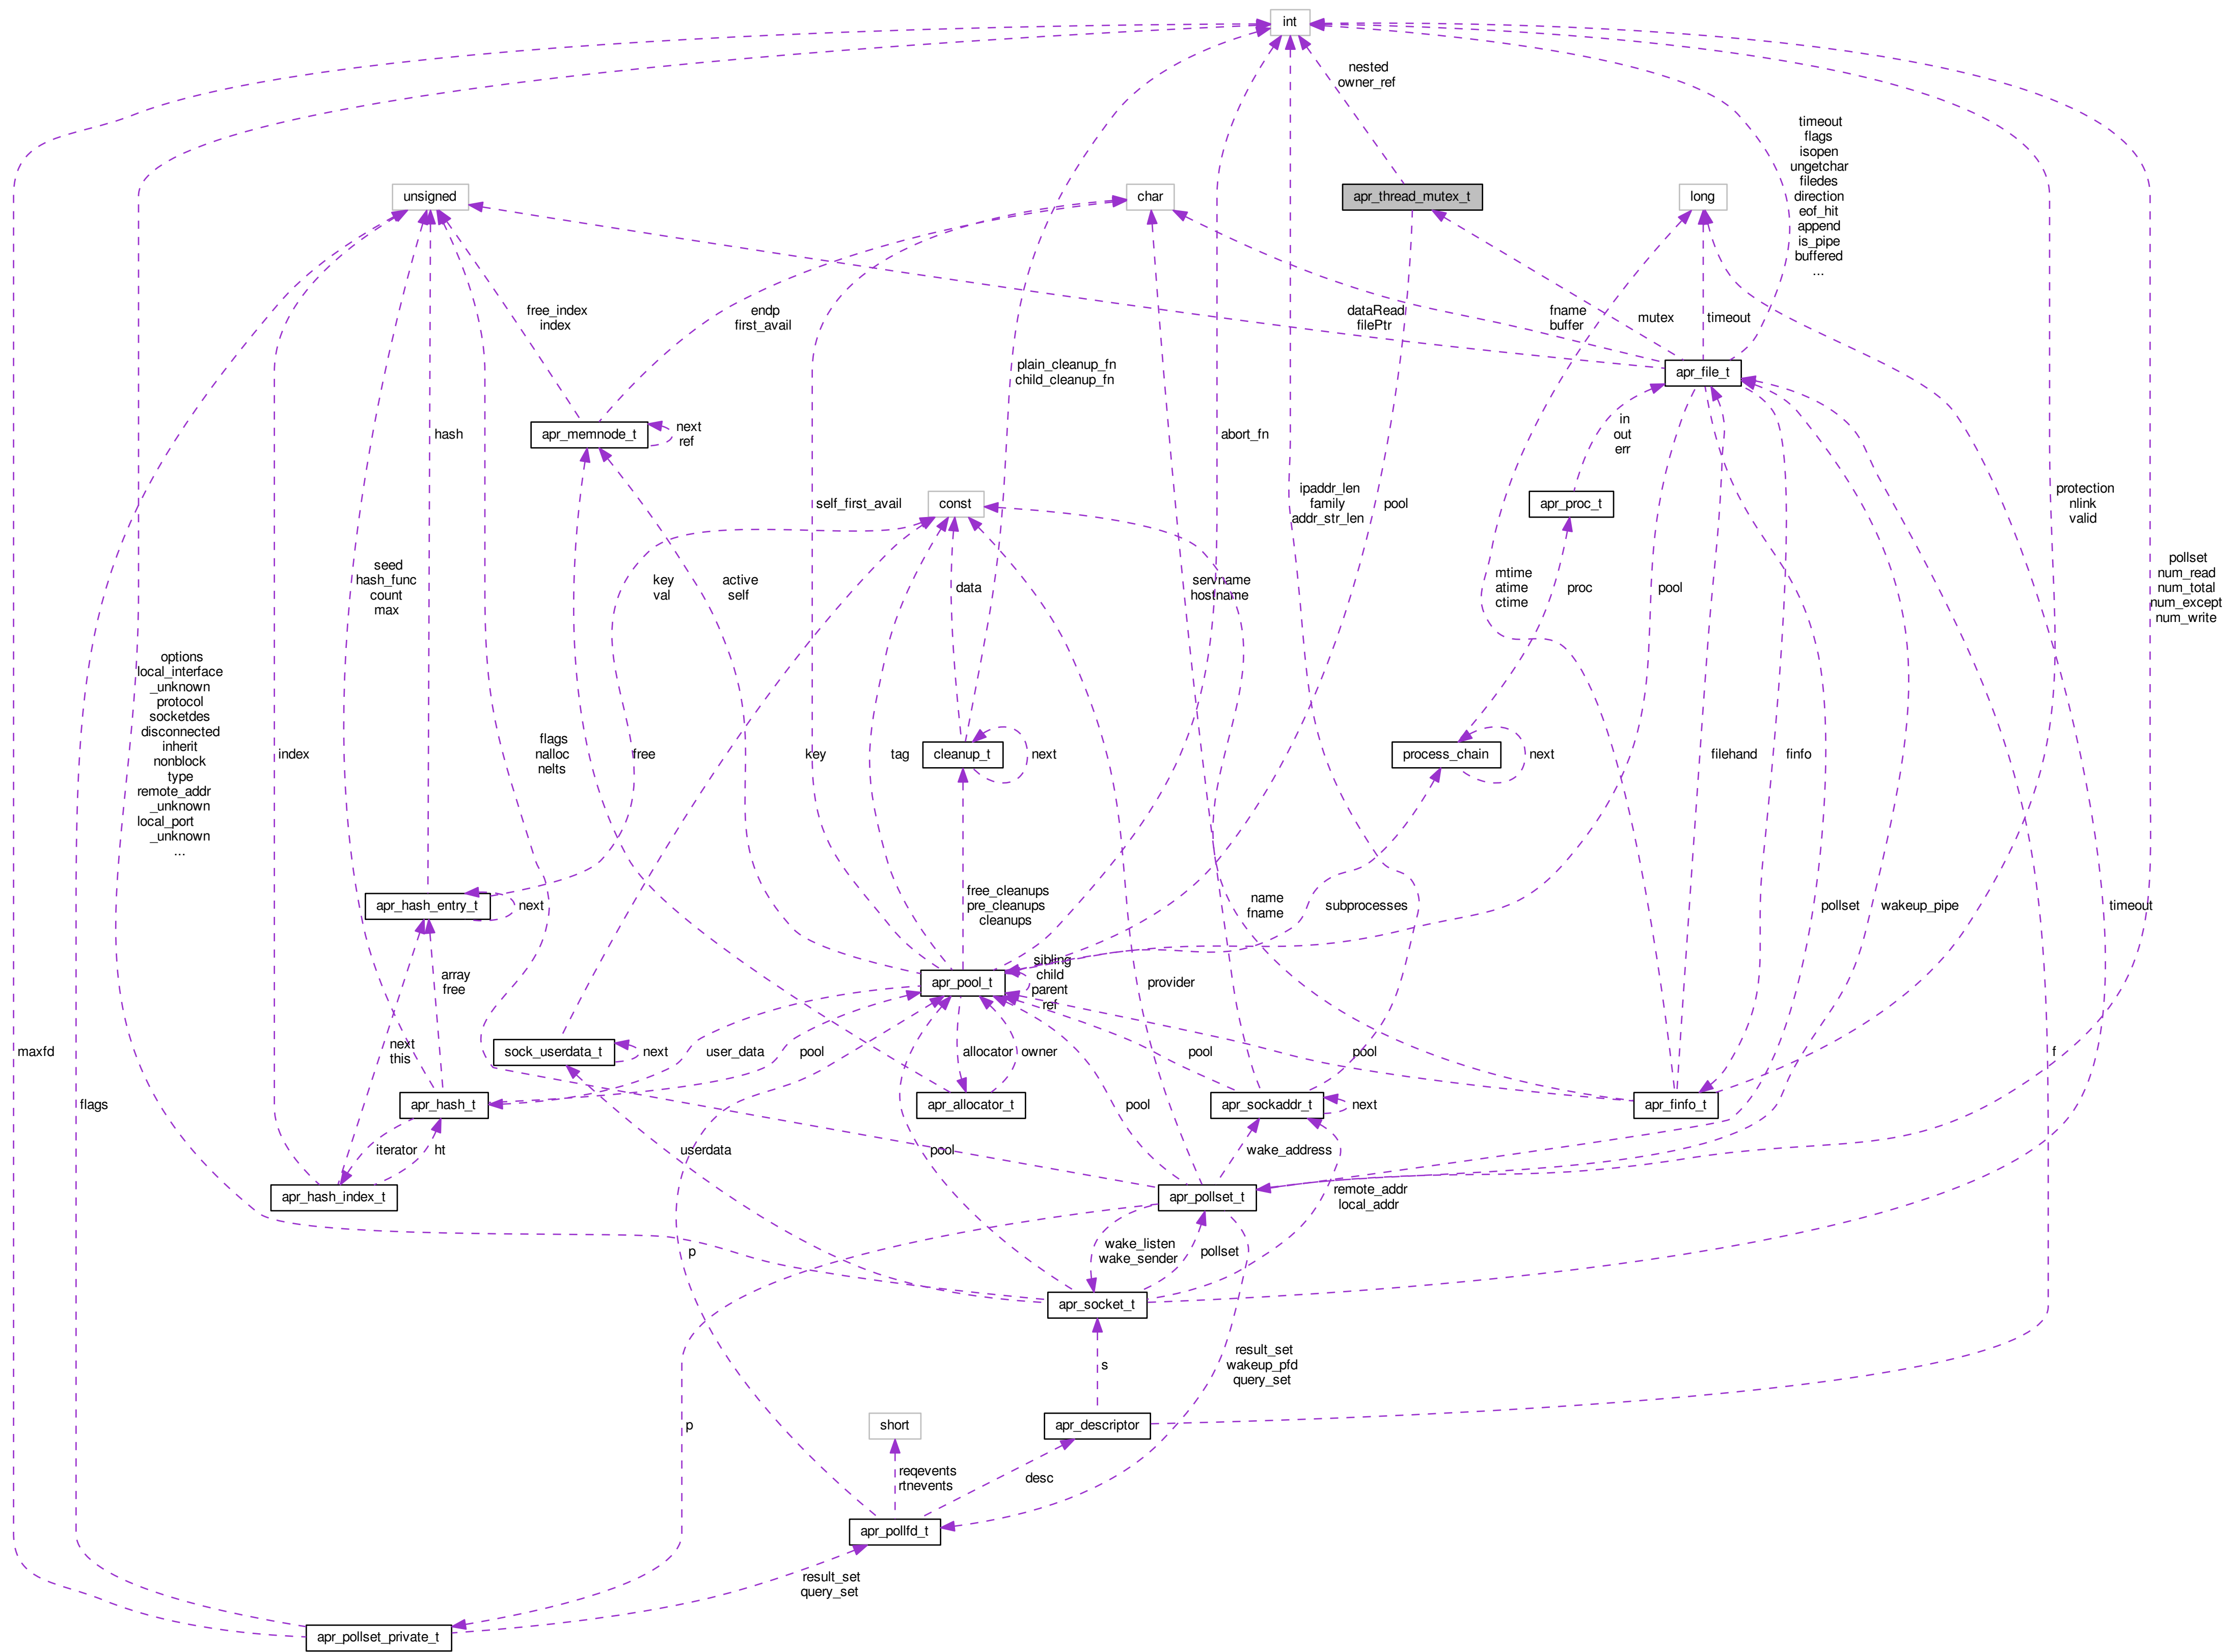 int
nested
owner_ref
timeout
flags
isopen
ungetchar
filedes
direction
eof_hit
append
is_pipe
buffered
...
unsigned
char
apr_thread_mutex_t
long
free_index
index
endp
first_avail
dataRead
filePtr
fname
buffer
mutex
timeout
plain_cleanup_fn
child_cleanup_fn
apr_file_t
hash
apr_memnode_t
next
ref
abort_fn
in
out
err
self_first_avail
const
ipaddr_len
family
addr_str_len
pool
apr_proc_t
protection
nlink
valid
seed
hash_func
count
max
key
val
active
self
data
servname
hostname
mtime
atime
ctime
proc
pool
pollset
num_read
num_total
num_except
num_write
options
local_interface
_unknown
protocol
socketdes
disconnected
inherit
nonblock
type
remote_addr
_unknown
local_port
_unknown
...
index
flags
nalloc
nelts
free
key
tag
cleanup_t
next
process_chain
next
filehand
finfo
apr_hash_entry_t
next
free_cleanups
pre_cleanups
cleanups
name
fname
subprocesses
pollset
wakeup_pipe
timeout
array
free
apr_pool_t
sibling
child
parent
ref
provider
maxfd
next
this
sock_userdata_t
next
user_data
pool
allocator
owner
pool
pool
f
flags
apr_hash_t
apr_allocator_t
pool
apr_sockaddr_t
next
apr_finfo_t
iterator
ht
userdata
pool
wake_address
apr_hash_index_t
apr_pollset_t
remote_addr
local_addr
p
wake_listen
wake_sender
pollset
apr_socket_t
result_set
wakeup_pfd
query_set
s
short
apr_descriptor
p
reqevents
rtnevents
desc
apr_pollfd_t
result_set
query_set
apr_pollset_private_t